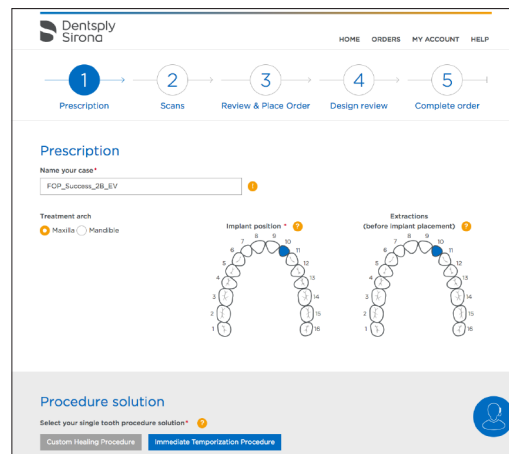 Dentsply
Sirona
HOME ORDERS MY ACCOUNT HELP
1 2 3 4 5
Prescription Scans Review & Place Order Design review Complete order
Prescription
Name your case*
FOP_Success_2B_EV !
Treatment arch
Maxilla Mandible
Implant position * ?
1 2 3 4 5 6 7 8 9 10 11 12 13 14 15 16
Extractions
(before implant placement) ?
1 2 3 4 5 6 7 8 9 10 11 12 13 14 15 16
Procedure solution
Select your single tooth procedure solution* ?
Custom Healing Procedure Immediate Temporization Procedure